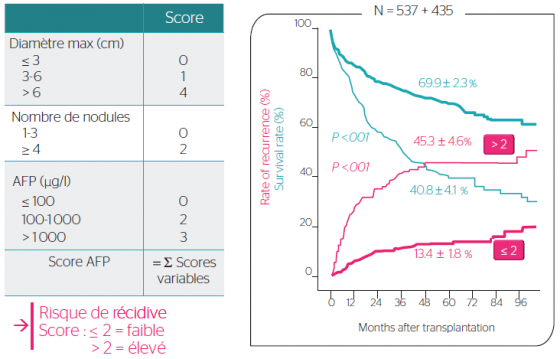 Score
Diamètre max (cm)
≤ 3 0
3-6 1
> 6 4
Nombre de nodules
1-3 0
≥ 4 2
AFP (µg/l)
≤ 100 0
100-1000 2
> 1000 3
Score AFP = Σ Scores
variables
Risque de récidive
Score : ≤ 2 = faible
> 2 = élevé
N = 537 + 435
Rate of recurrence (%)
Survival rate (%)
100
80
60
40
20
0
69.9 ± 2.3 %
P <001
45.3 ± 4.6%
> 2
P <001
40.8 ± 4.1 %
13.4 ± 1.8 %
≤ 2
0 12 24 36 48 60 72 84 96
Months after transplantation